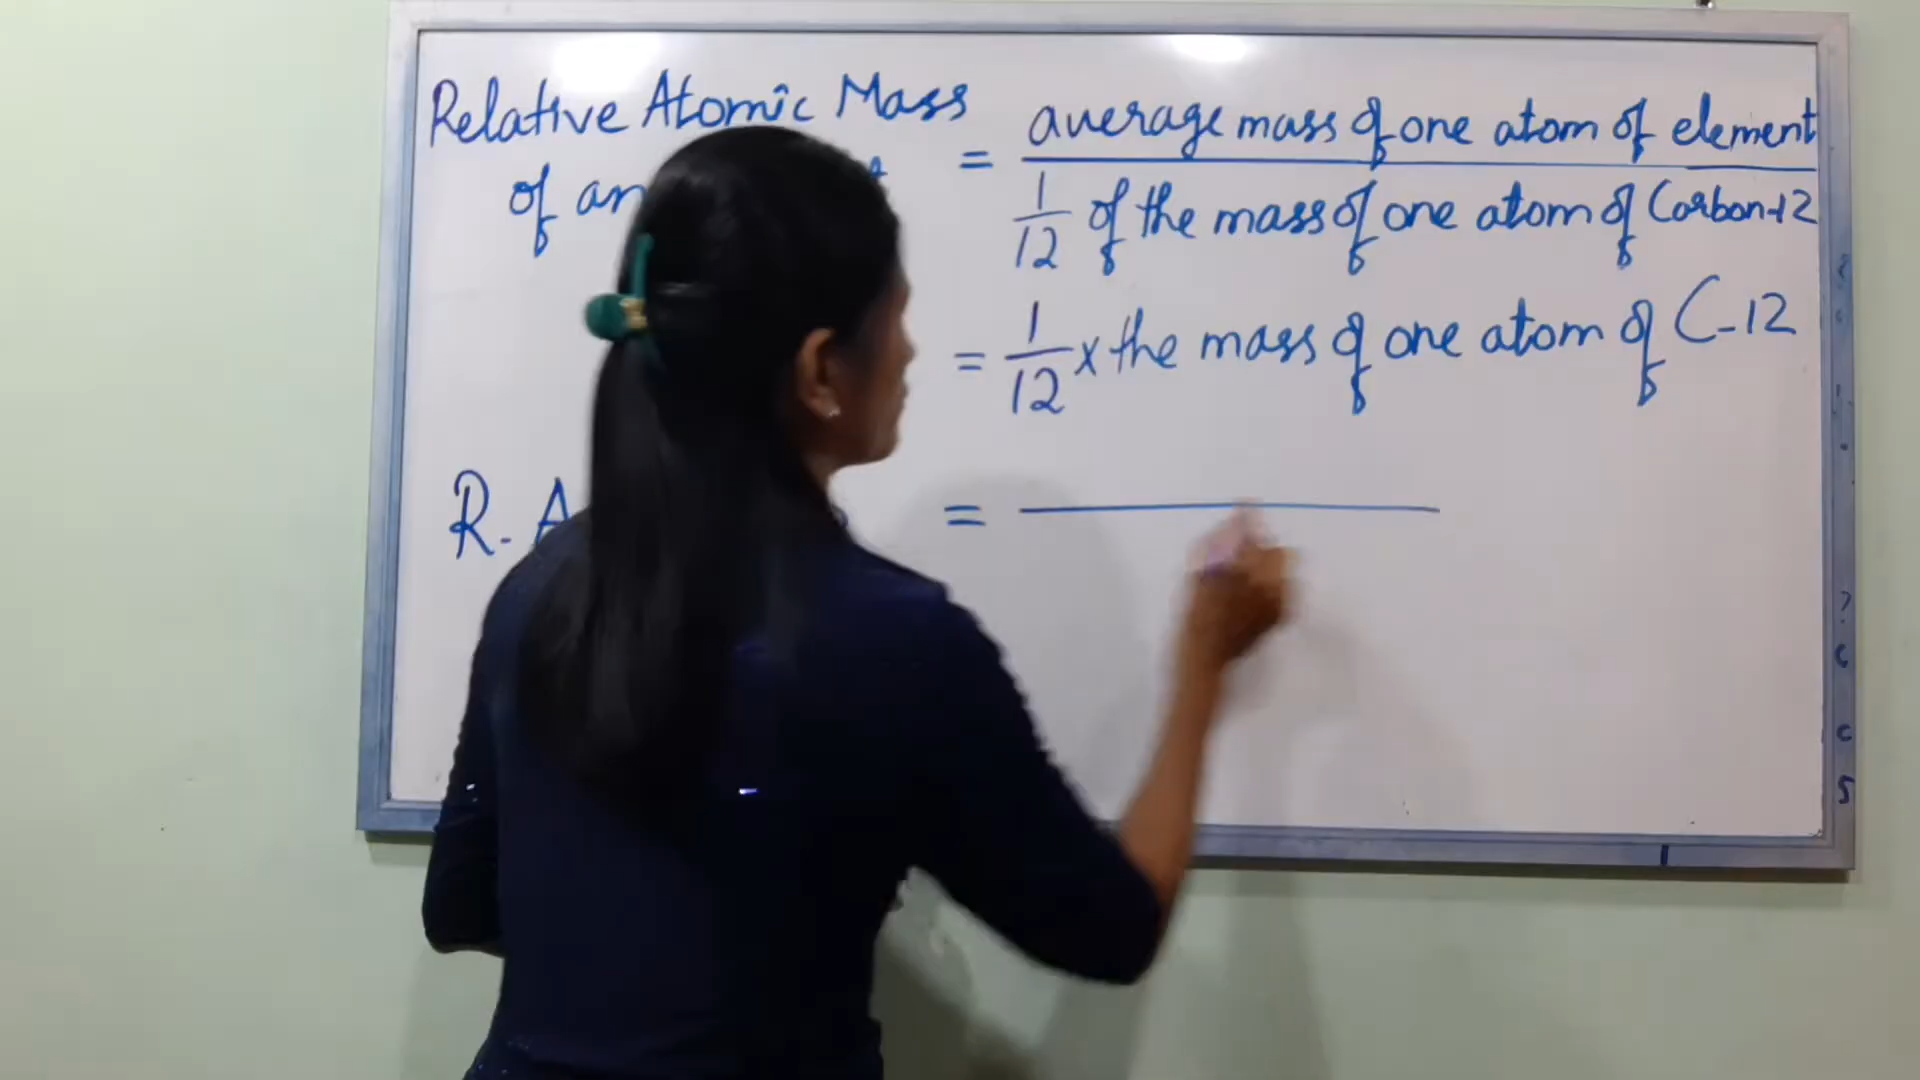 Relative Atomic Mass = average mass of one atom of element
of an 1/12 of the mass of one atom of Carbon-12
= 1/12 x the mass of one atom of C-12
R. A =